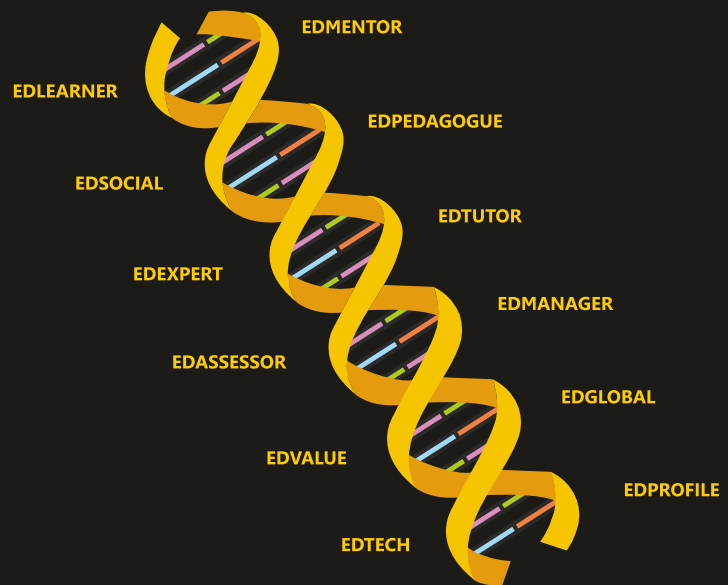 EDMENTOR
EDLEARNER
EDPEDAGOGUE
EDSOCIAL
EDTUTOR
EDEXPERT
EDMANAGER
EDASSESSOR
EDGLOBAL
EDVALUE
EDPROFILE
EDTECH